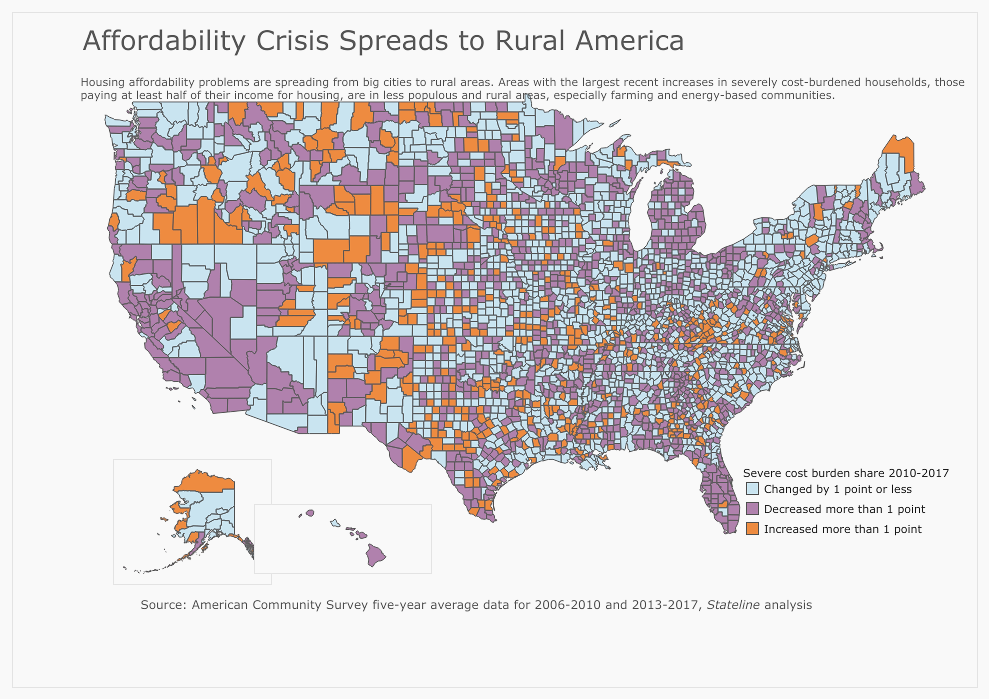 Affordability Crisis Spreads to Rural America
Housing affordability problems are spreading from big cities to rural areas. Areas with the largest recent increases in severely cost-burdened households, those
paying at least half of their income for housing, are in less populous and rural areas, especially farming and energy-based communities.
Severe cost burden share 2010-2017
Changed by 1 point or less
Decreased more than 1 point
Increased more than 1 point
Source: American Community Survey five-year average data for 2006-2010 and 2013-2017, Stateline analysis